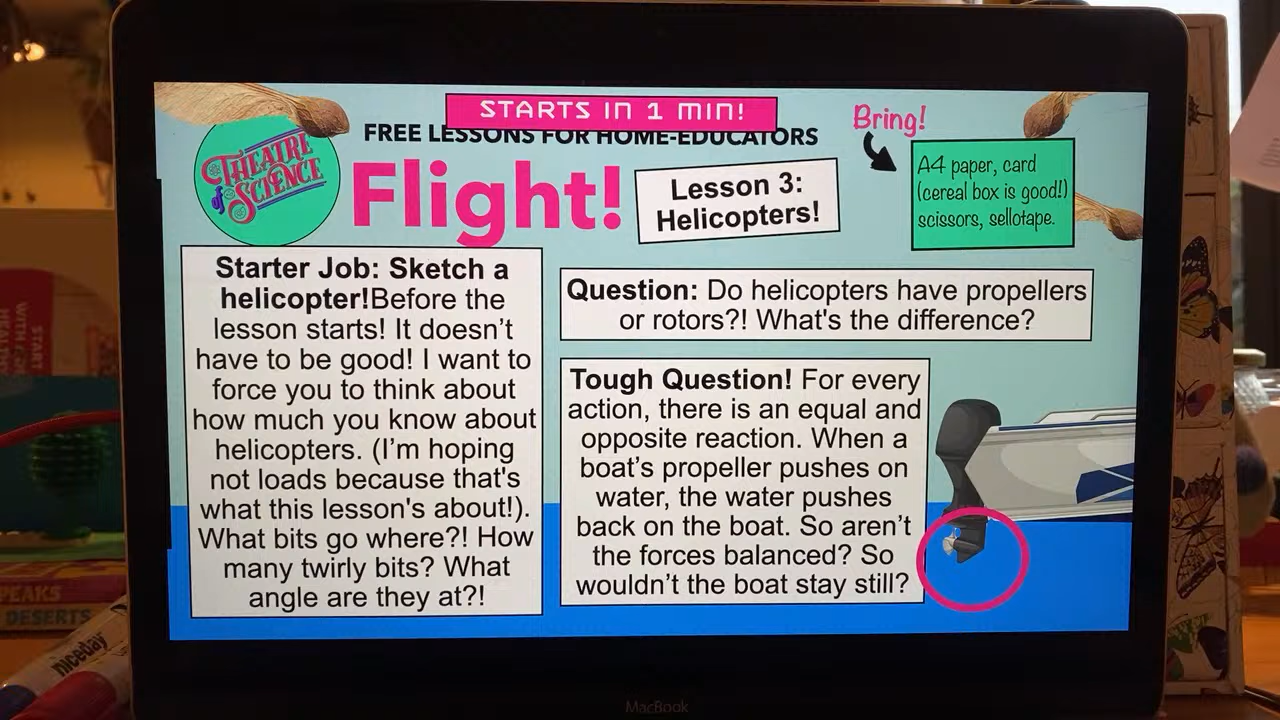 STARTS IN 1 MIN!
FREE LESSONS FOR HOME-EDUCATORS
THEATRE
of
SCIENCE
Flight!
Lesson 3:
Helicopters!
Bring!
A4 paper, card
(cereal box is good!)
scissors, sellotape.
Starter Job: Sketch a
helicopter!Before the
lesson starts! It doesn't
have to be good! I want to
force you to think about
how much you know about
helicopters. (I'm hoping
not loads because that's
what this lesson's about!).
What bits go where?! How
many twirly bits? What
angle are they at?!
Question: Do helicopters have propellers
or rotors?! What's the difference?
Tough Question! For every
action, there is an equal and
opposite reaction. When a
boat's propeller pushes on
water, the water pushes
back on the boat. So aren't
the forces balanced? So
wouldn't the boat stay still?
MacBook
niceday
PEAKS
DESERTS
START
WITH